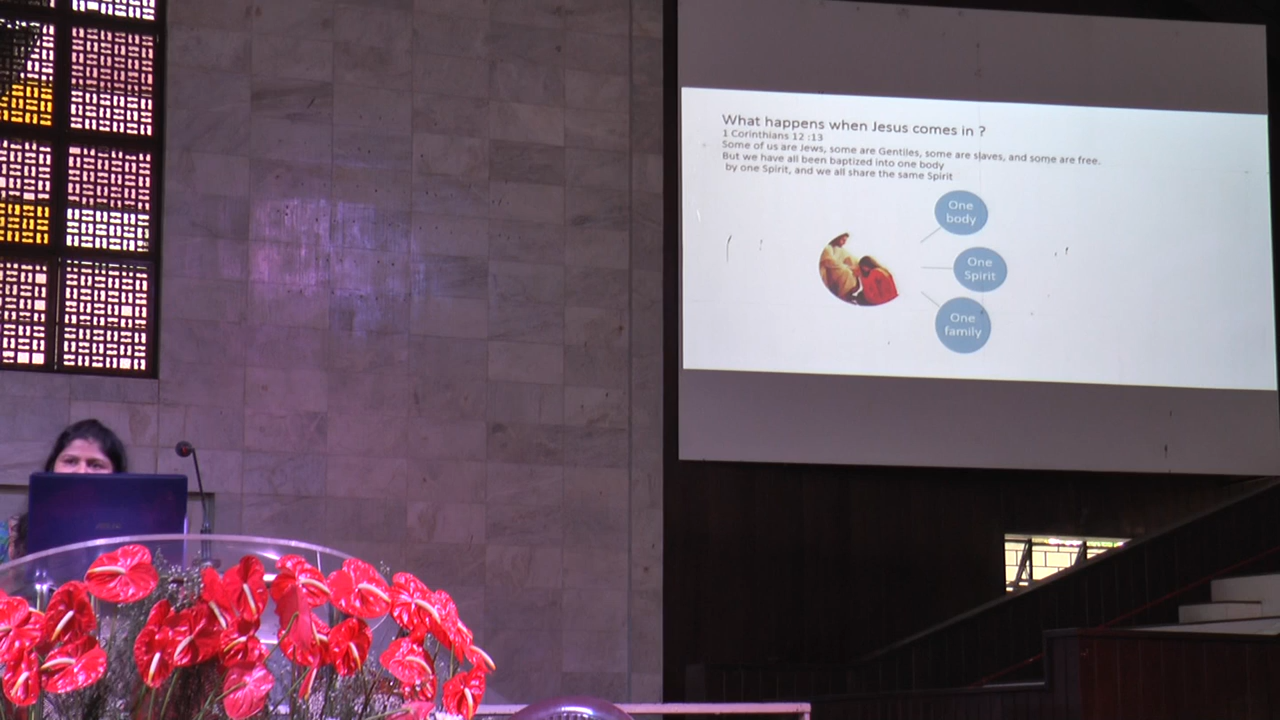 What happens when Jesus comes in ?
1 Corinthians 12 :13
Some of us are Jews, some are Gentiles, some are slaves, and some are free.
But we have all been baptized into one body
by one Spirit, and we all share the same Spirit
One
body
One
Spirit
One
family